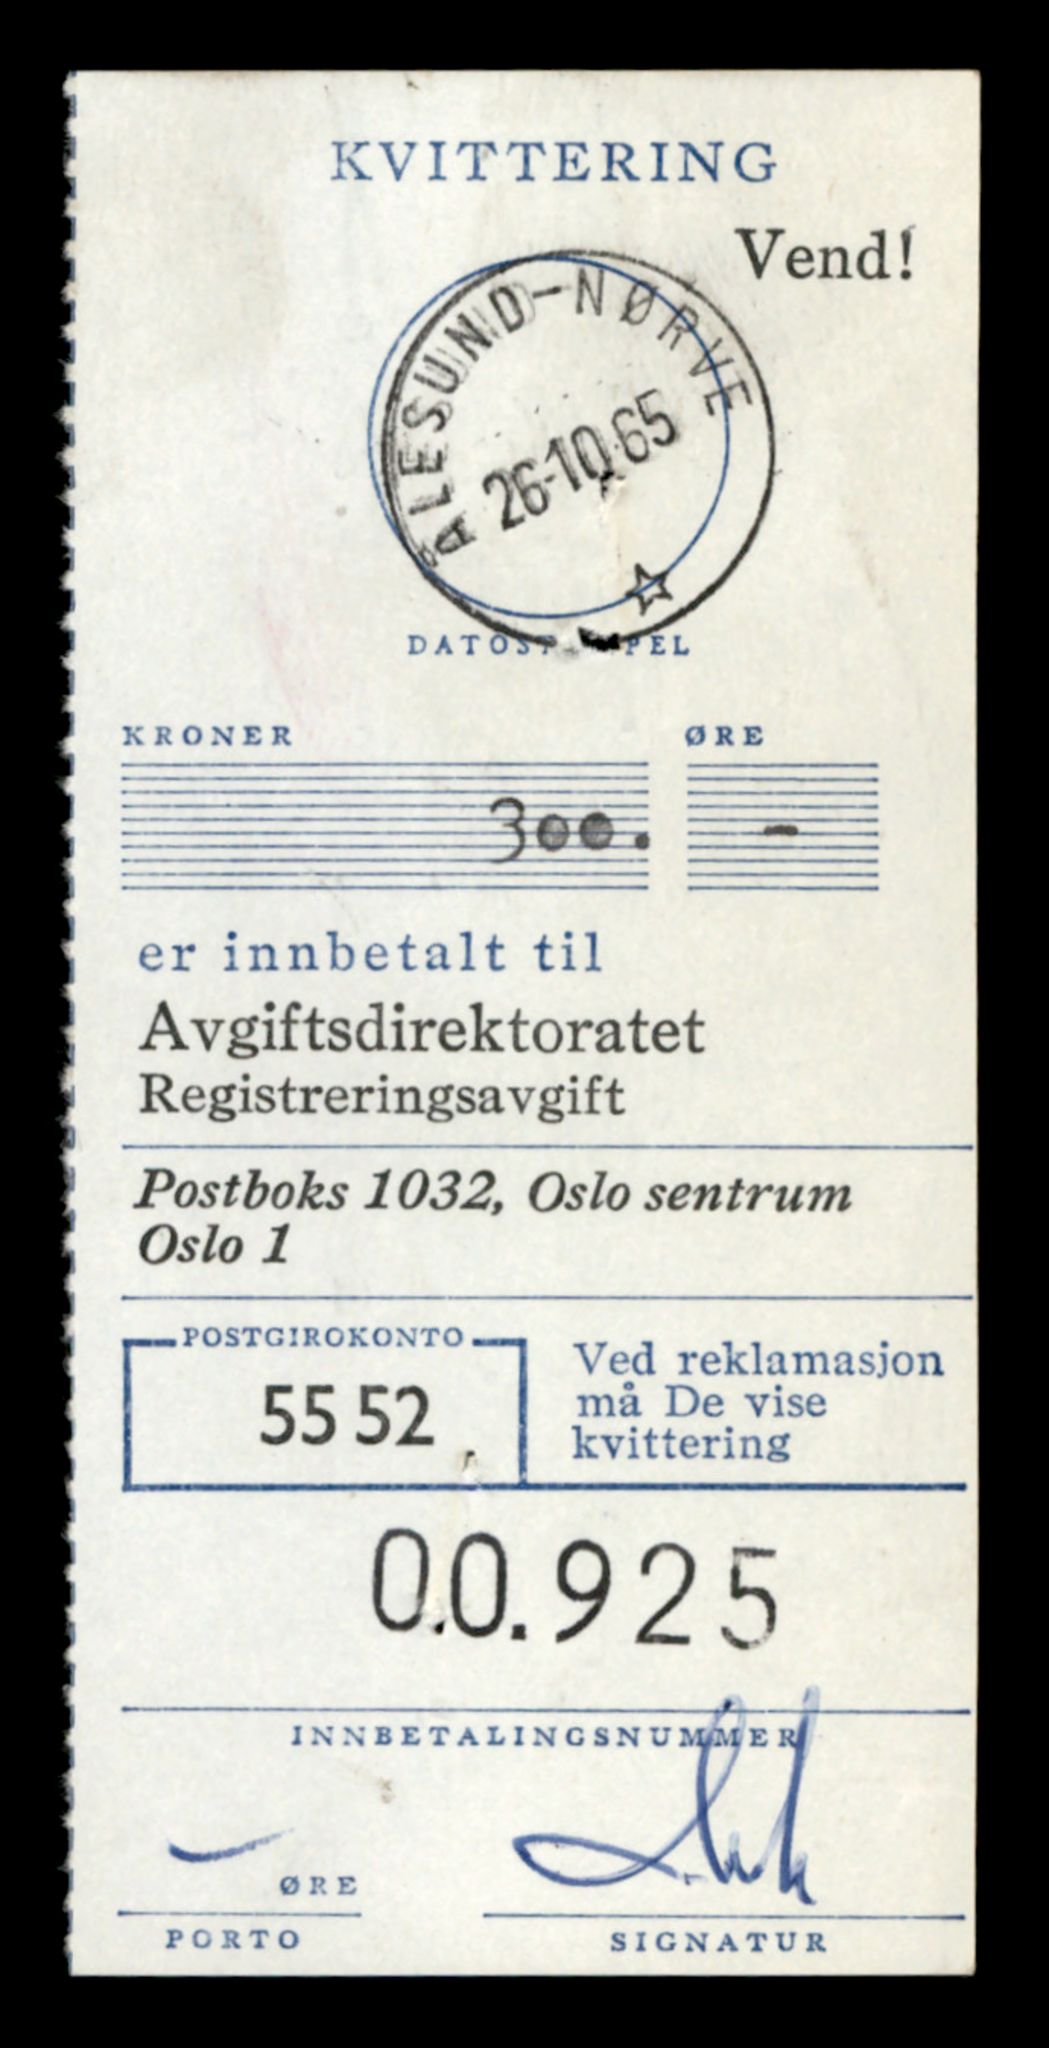 KVITTERING
Vend!
ÅLESUND-NØRVE
26-10.65
KRONER ØRE
300. -
er innbetalt til
Avgiftsdirektoratet
Registreringsavgift
Postboks 1032, Oslo sentrum
Oslo 1
POSTGIROKONTO
55 52
Ved reklamasjon
må De vise
kvittering
0.0.925
INNBETALINGSNUMMER
ØRE
PORTO
SIGNATUR